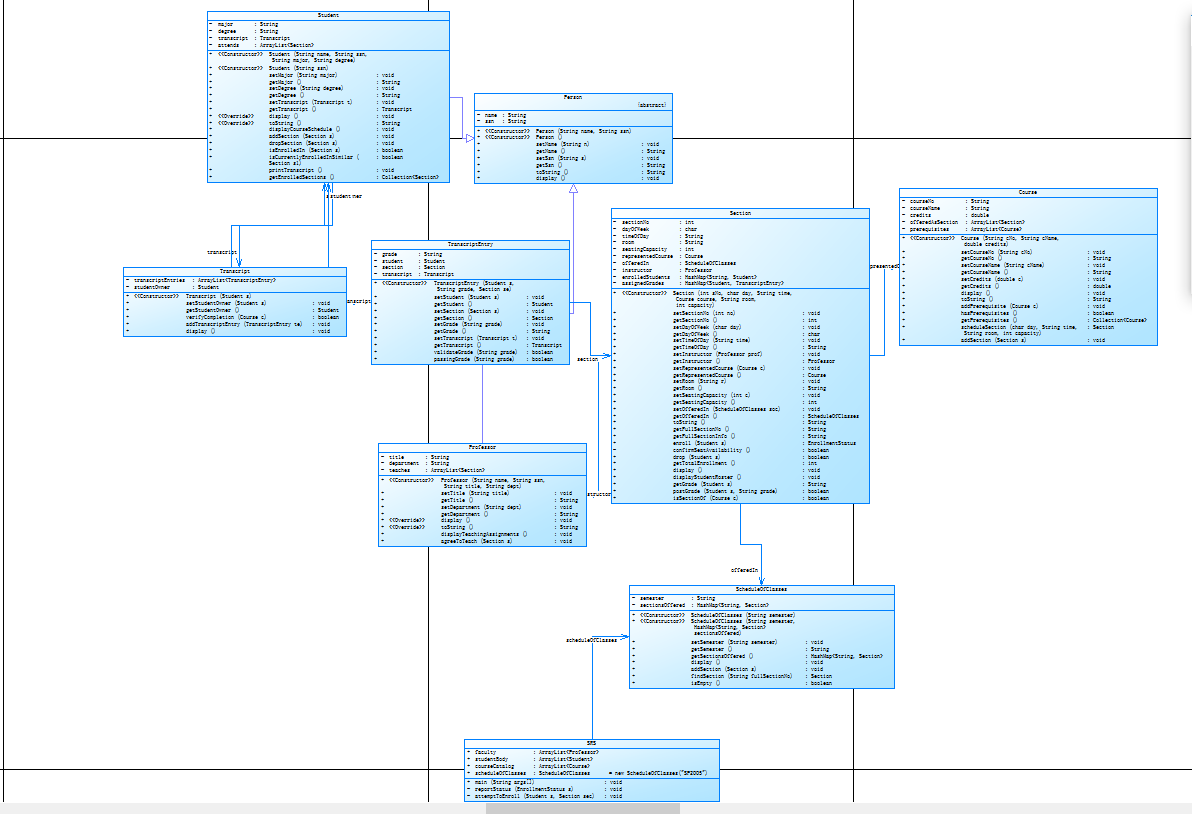 Student
- major : String
- degree : String
- transcript : Transcript
- attends : ArrayList<Section>
+ <<Constructor>> Student (String name, String ssn,
String major, String degree)
+ <<Constructor>> Student (String ssn)
+ setMajor (String major) : void
+ getMajor () : String
+ setDegree (String degree) : void
+ getDegree () : String
+ setTranscript (Transcript t) : void
+ getTranscript () : Transcript
+ <<Override>> display () : void
+ <<Override>> toString () : String
+ displayCourseSchedule () : void
+ addSection (Section s) : void
+ dropSection (Section s) : void
+ isEnrolledIn (Section s) : boolean
+ isCurrentlyEnrolledInSimilar ( : boolean
Section s1)
+ printTranscript () : void
+ getEnrolledSections () : Collection<Section>
Person
{abstract}
- name : String
- ssn : String
+ <<Constructor>> Person (String name, String ssn)
+ <<Constructor>> Person ()
+ setName (String n) : void
+ getName () : String
+ setSsn (String s) : void
+ getSsn () : String
+ toString () : String
+ display () : void
Course
- courseNo : String
- courseName : String
- credits : double
- offeredAsSection : ArrayList<Section>
- prerequisites : ArrayList<Course>
+ <<Constructor>> Course (String cNo, String cName,
double credits)
+ setCourseNo (String cNo) : void
+ getCourseNo () : String
+ setCourseName (String cName) : void
+ getCourseName () : String
+ setCredits (double c) : void
+ getCredits () : double
+ display () : void
+ toString () : String
+ addPrerequisite (Course c) : void
+ hasPrerequisites () : boolean
+ getPrerequisites () : Collection<Course>
+ scheduleSection (char day, String time, : Section
String room, int capacity)
+ addSection (Section s) : void
Section
- sectionNo : int
- dayOfWeek : char
- timeOfDay : String
- room : String
- seatingCapacity : int
- representedCourse : Course
- offeredIn : ScheduleOfClasses
- instructor : Professor
- enrolledStudents : HashMap<String, Student>
- assignedGrades : HashMap<Student, TranscriptEntry>
+ <<Constructor>> Section (int sNo, char day, String time,
Course course, String room,
int capacity)
+ setSectionNo (int no) : void
+ getSectionNo () : int
+ setDayOfWeek (char day) : void
+ getDayOfWeek () : char
+ setTimeOfDay (String time) : void
+ getTimeOfDay () : String
+ setInstructor (Professor prof) : void
+ getInstructor () : Professor
+ setRepresentedCourse (Course c) : void
+ getRepresentedCourse () : Course
+ setRoom (String r) : void
+ getRoom () : String
+ setSeatingCapacity (int c) : void
+ getSeatingCapacity () : int
+ setOfferedIn (ScheduleOfClasses soc) : void
+ getOfferedIn () : ScheduleOfClasses
+ toString () : String
+ getFullSectionNo () : String
+ getFullSectionInfo () : String
+ enroll (Student s) : EnrollmentStatus
+ confirmSeatAvailability () : boolean
+ drop (Student s) : boolean
+ getTotalEnrollment () : int
+ display () : void
+ displayStudentRoster () : void
+ getGrade (Student s) : String
+ postGrade (Student s, String grade) : boolean
+ isSectionOf (Course c) : boolean
TranscriptEntry
- grade : String
- student : Student
- section : Section
- transcript : Transcript
+ <<Constructor>> TranscriptEntry (Student s,
String grade, Section se)
+ setStudent (Student s) : void
+ getStudent () : Student
+ setSection (Section s) : void
+ getSection () : Section
+ setGrade (String grade) : void
+ getGrade () : String
+ setTranscript (Transcript t) : void
+ getTranscript () : Transcript
+ validateGrade (String grade) : boolean
+ passingGrade (String grade) : boolean
transcript
Transcript
- transcriptEntries : ArrayList<TranscriptEntry>
- studentOwner : Student
+ <<Constructor>> Transcript (Student s)
+ setStudentOwner (Student s) : void
+ getStudentOwner () : Student
+ verifyCompletion (Course c) : boolean
+ addTranscriptEntry (TranscriptEntry te) : void
+ display () : void
anscript
section
Professor
- title : String
- department : String
- teaches : ArrayList<Section>
+ <<Constructor>> Professor (String name, String ssn,
String title, String dept)
+ setTitle (String title) : void
+ getTitle () : String
+ setDepartment (String dept) : void
+ getDepartment () : String
+ <<Override>> display () : void
+ <<Override>> toString () : String
+ displayTeachingAssignments () : void
+ agreeToTeach (Section s) : void
structor
offeredIn
ScheduleOfClasses
- semester : String
- sectionsOffered : HashMap<String, Section>
+ <<Constructor>> ScheduleOfClasses (String semester)
+ <<Constructor>> ScheduleOfClasses (String semester,
HashMap<String, Section>
sectionsOffered)
+ setSemester (String semester) : void
+ getSemester () : String
+ getSectionsOffered () : HashMap<String, Section>
+ display () : void
+ addSection (Section s) : void
+ findSection (String fullSectionNo) : Section
+ isEmpty () : boolean
scheduleOfClasses
SRS
+ faculty : ArrayList<Professor>
+ studentBody : ArrayList<Student>
+ courseCatalog : ArrayList<Course>
+ scheduleOfClasses : ScheduleOfClasses = new ScheduleOfClasses("SP2005")
+ main (String args[]) : void
+ reportStatus (EnrollmentStatus s) : void
+ attemptToEnroll (Student s, Section sec) : void